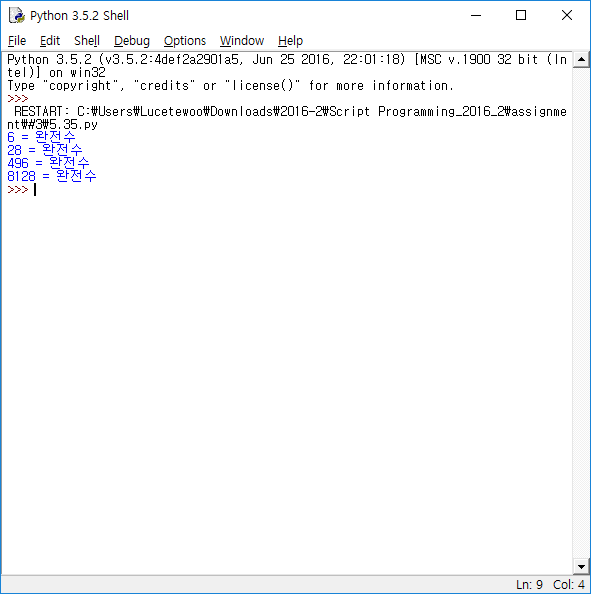 Python 3.5.2 Shell
File Edit Shell Debug Options Window Help
Python 3.5.2 (v3.5.2:4def2a2901a5, Jun 25 2016, 22:01:18) [MSC v.1900 32 bit (In
tel)] on win32
Type "copyright", "credits" or "license()" for more information.
>>>
RESTART: C:₩Users₩Lucetewoo₩Downloads₩2016-2₩Script Programming_2016_2₩assignme
nt₩#3₩5.35.py
6 = 완전수
28 = 완전수
496 = 완전수
8128 = 완전수
>>>
Ln: 9 Col: 4